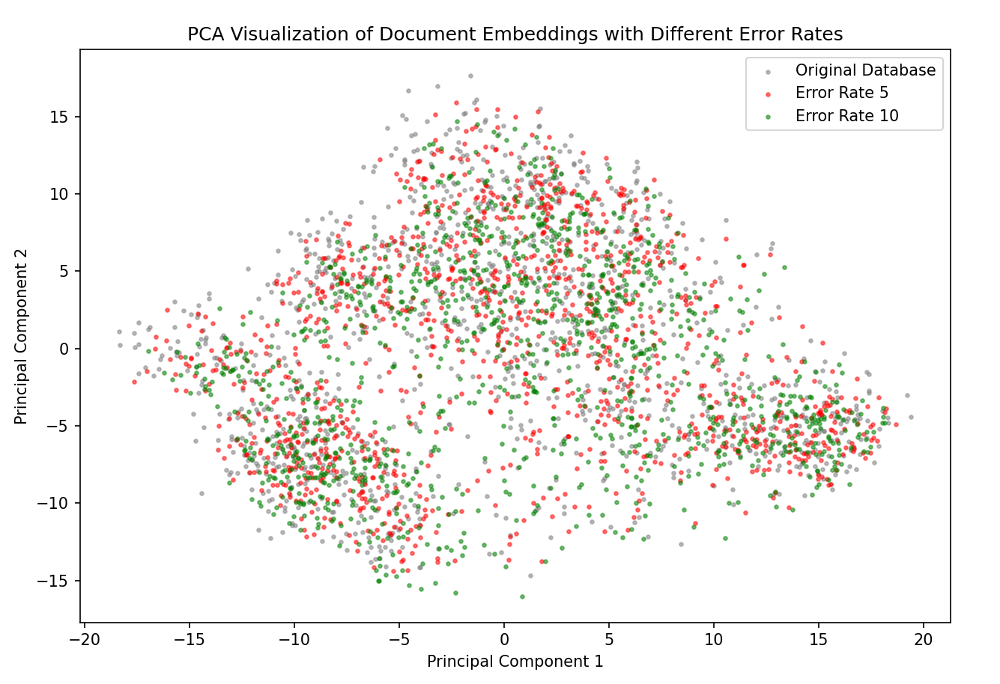 PCA Visualization of Document Embeddings with Different Error Rates
Original Database
Error Rate 5
Error Rate 10
Principal Component 2
15
10
5
0
−5
−10
−15
−20 −15 −10 −5 0 5 10 15 20
Principal Component 1